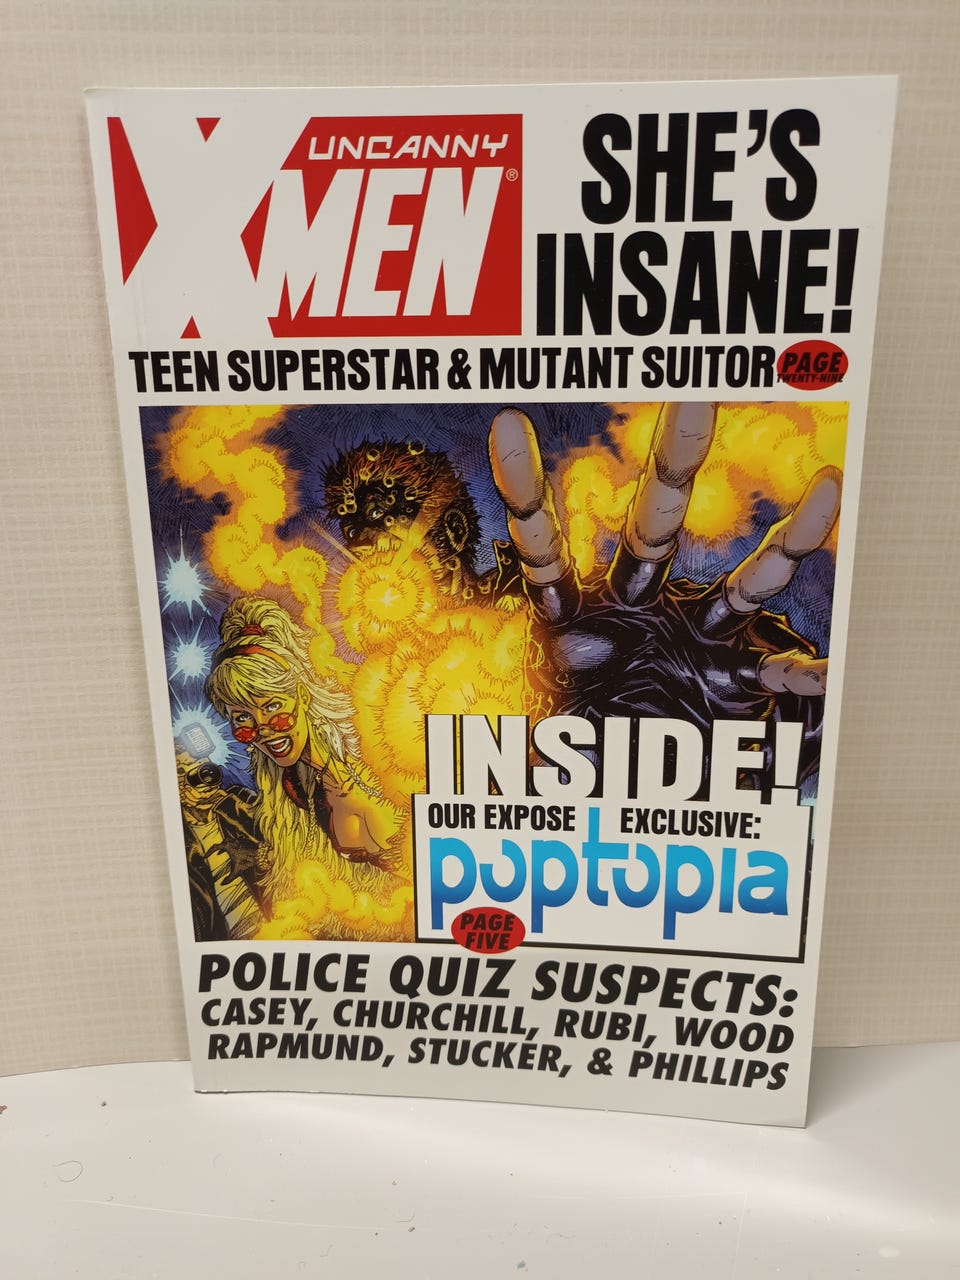 UNCANNY
X-MEN®
SHE'S
INSANE!
TEEN SUPERSTAR & MUTANT SUITOR
PAGE
TWENTY-NINE
INSIDE!
OUR EXPOSE EXCLUSIVE:
poptopia
PAGE
FIVE
POLICE QUIZ SUSPECTS:
CASEY, CHURCHILL, RUBI, WOOD
RAPMUND, STUCKER, & PHILLIPS